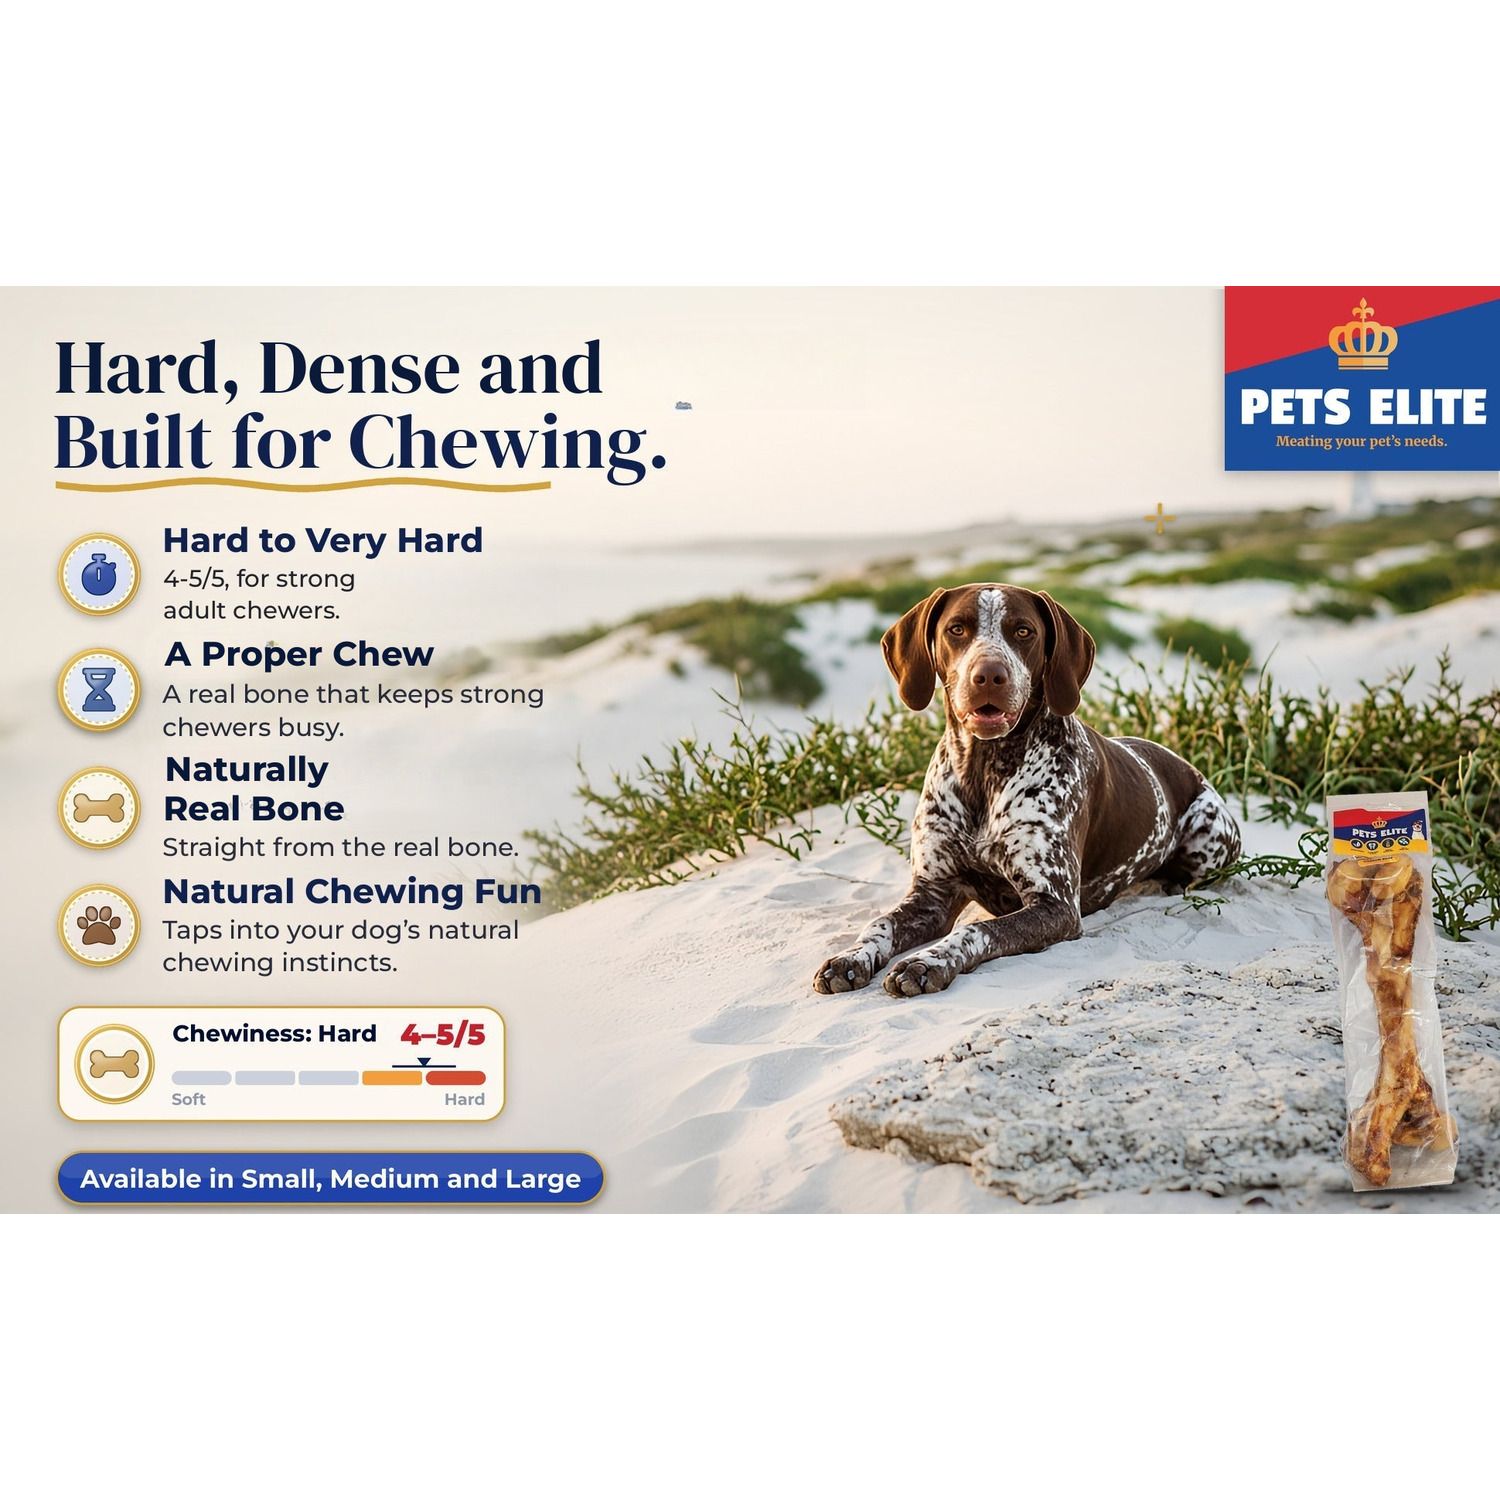 Hard, Dense and
Built for Chewing.
PETS ELITE
Meating your pet's needs.
Hard to Very Hard
4-5/5, for strong
adult chewers.
A Proper Chew
A real bone that keeps strong
chewers busy.
Naturally
Real Bone
Straight from the real bone.
Natural Chewing Fun
Taps into your dog's natural
chewing instincts.
Chewiness: Hard 4–5/5
Soft Hard
Available in Small, Medium and Large
PETS ELITE